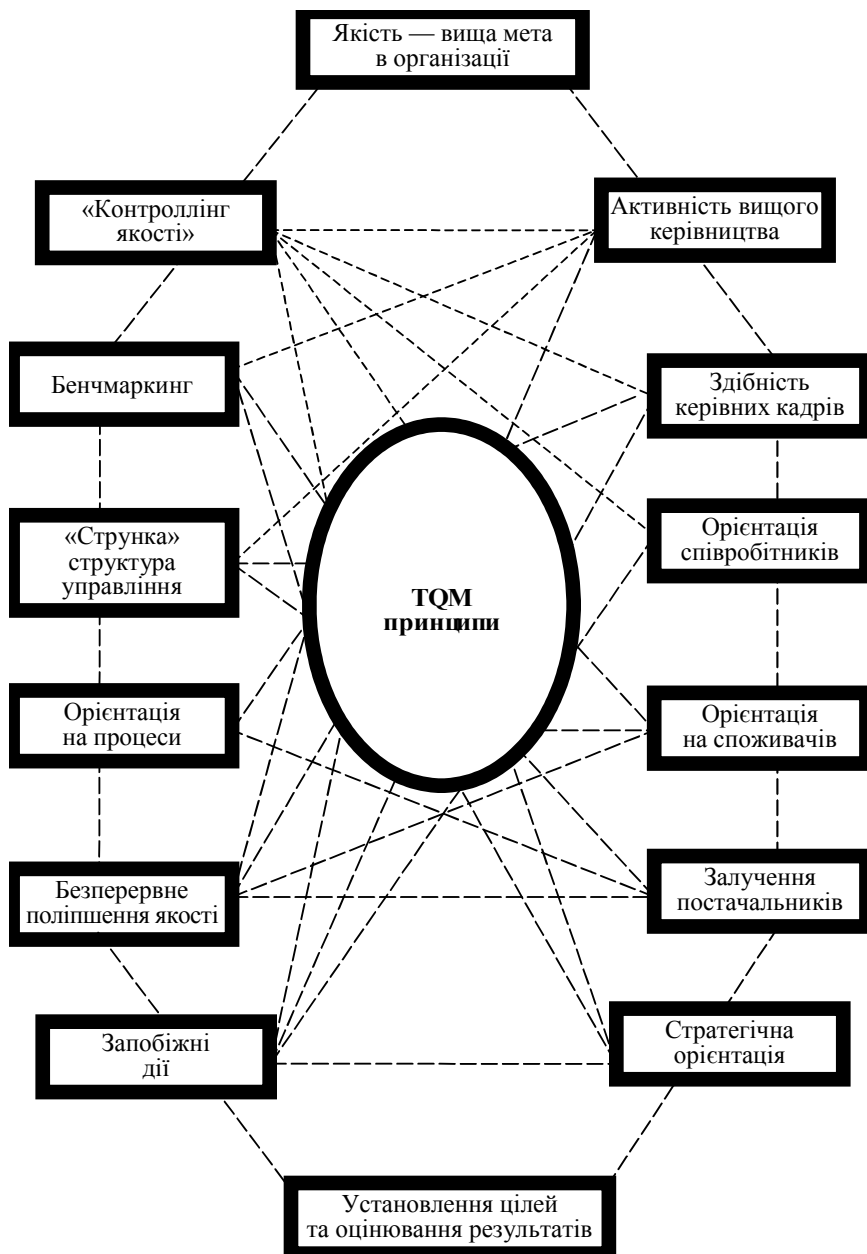 Якість — вища мета
в організації
«Контроллінг
якості»
Активність вищого
керівництва
Бенчмаркинг
Здібність
керівних кадрів
«Струнка»
структура
управління
Орієнтація
співробітників
TQM
принципи
Орієнтація
на процеси
Орієнтація
на споживачів
Безперервне
поліпшення якості
Залучення
постачальників
Запобіжні
дії
Стратегічна
орієнтація
Установлення цілей
та оцінювання результатів